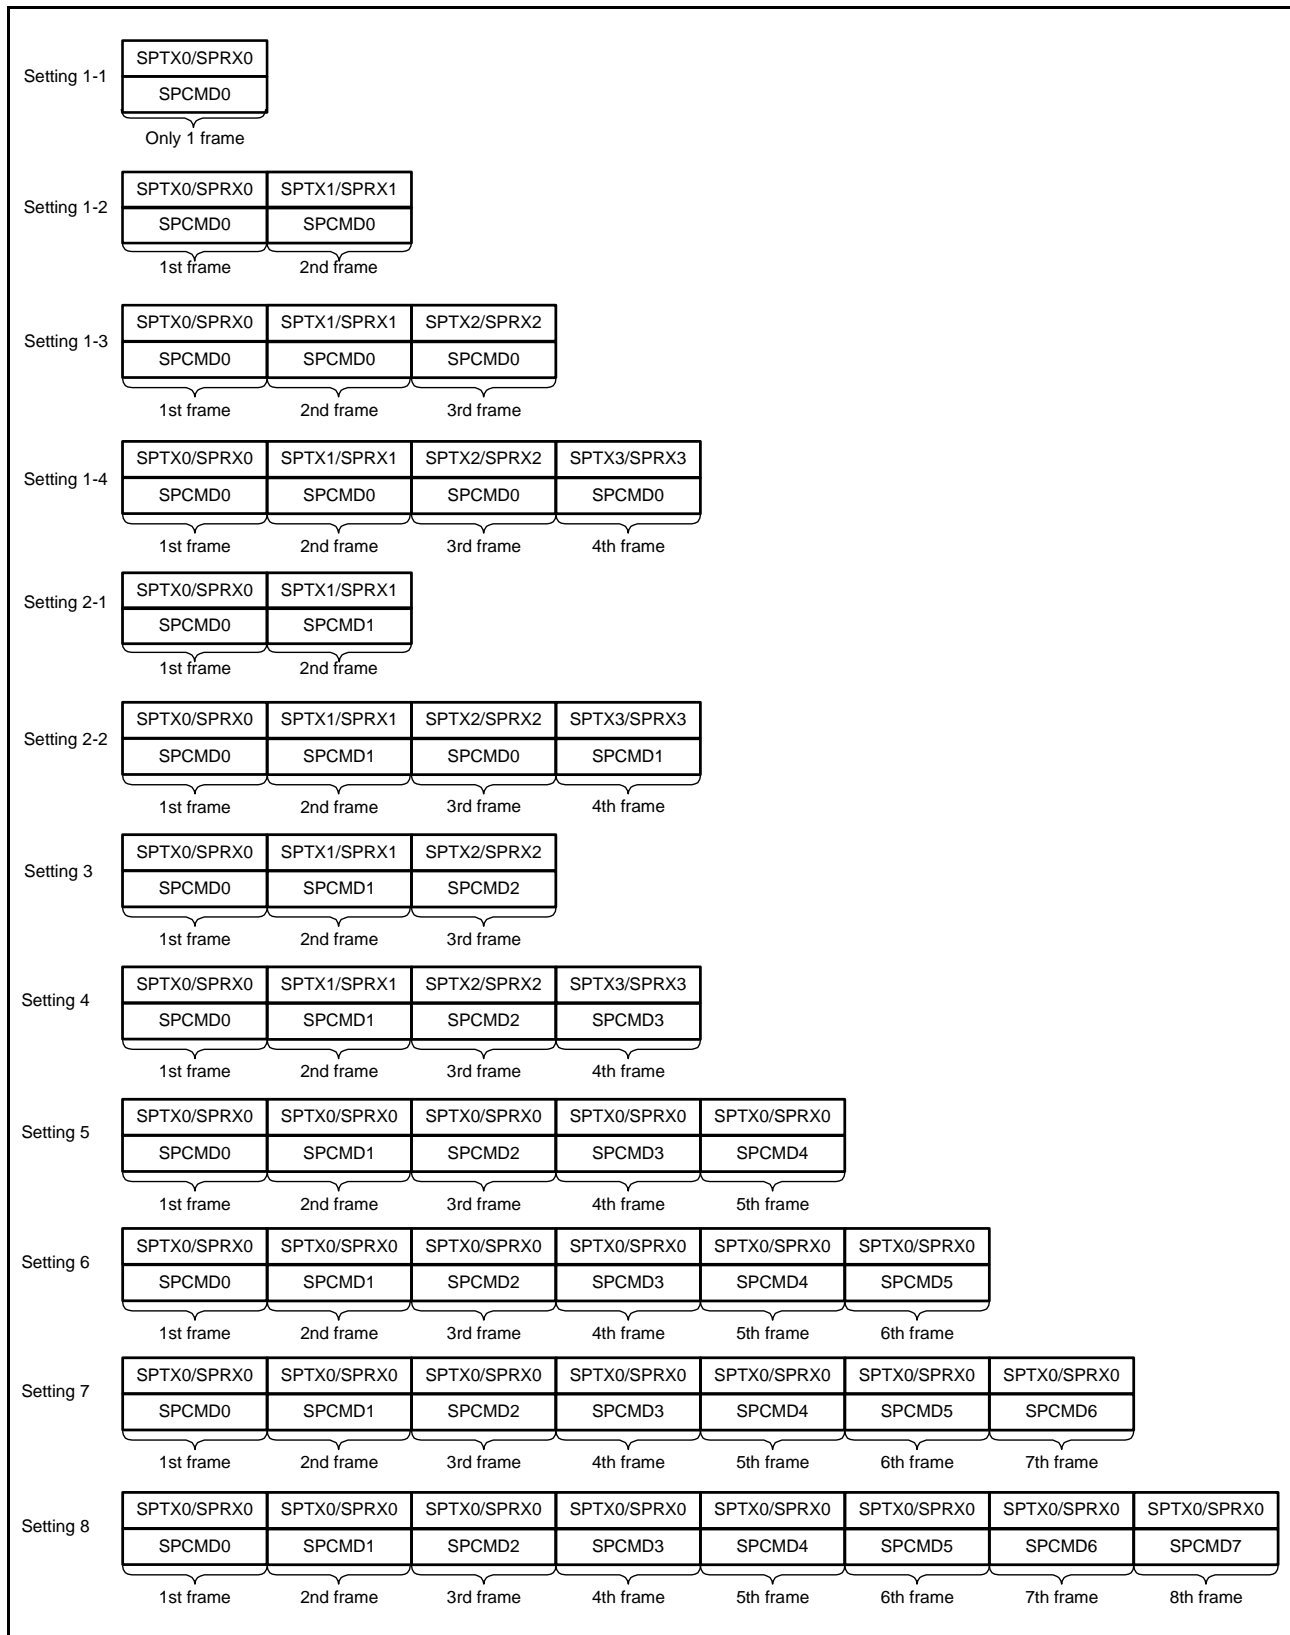 SPTX0/SPRX0
Setting 1-1
SPCMD0
Only 1 frame
SPTX0/SPRX0 SPTX1/SPRX1
Setting 1-2
SPCMD0 SPCMD0
1st frame 2nd frame
SPTX0/SPRX0 SPTX1/SPRX1 SPTX2/SPRX2
Setting 1-3
SPCMD0 SPCMD0 SPCMD0
1st frame 2nd frame 3rd frame
SPTX0/SPRX0 SPTX1/SPRX1 SPTX2/SPRX2 SPTX3/SPRX3
Setting 1-4
SPCMD0 SPCMD0 SPCMD0 SPCMD0
1st frame 2nd frame 3rd frame 4th frame
SPTX0/SPRX0 SPTX1/SPRX1
Setting 2-1
SPCMD0 SPCMD1
1st frame 2nd frame
SPTX0/SPRX0 SPTX1/SPRX1 SPTX2/SPRX2 SPTX3/SPRX3
Setting 2-2
SPCMD0 SPCMD1 SPCMD0 SPCMD1
1st frame 2nd frame 3rd frame 4th frame
SPTX0/SPRX0 SPTX1/SPRX1 SPTX2/SPRX2
Setting 3
SPCMD0 SPCMD1 SPCMD2
1st frame 2nd frame 3rd frame
SPTX0/SPRX0 SPTX1/SPRX1 SPTX2/SPRX2 SPTX3/SPRX3
Setting 4
SPCMD0 SPCMD1 SPCMD2 SPCMD3
1st frame 2nd frame 3rd frame 4th frame
SPTX0/SPRX0 SPTX0/SPRX0 SPTX0/SPRX0 SPTX0/SPRX0 SPTX0/SPRX0
Setting 5
SPCMD0 SPCMD1 SPCMD2 SPCMD3 SPCMD4
1st frame 2nd frame 3rd frame 4th frame 5th frame
SPTX0/SPRX0 SPTX0/SPRX0 SPTX0/SPRX0 SPTX0/SPRX0 SPTX0/SPRX0 SPTX0/SPRX0
Setting 6
SPCMD0 SPCMD1 SPCMD2 SPCMD3 SPCMD4 SPCMD5
1st frame 2nd frame 3rd frame 4th frame 5th frame 6th frame
SPTX0/SPRX0 SPTX0/SPRX0 SPTX0/SPRX0 SPTX0/SPRX0 SPTX0/SPRX0 SPTX0/SPRX0 SPTX0/SPRX0
Setting 7
SPCMD0 SPCMD1 SPCMD2 SPCMD3 SPCMD4 SPCMD5 SPCMD6
1st frame 2nd frame 3rd frame 4th frame 5th frame 6th frame 7th frame
SPTX0/SPRX0 SPTX0/SPRX0 SPTX0/SPRX0 SPTX0/SPRX0 SPTX0/SPRX0 SPTX0/SPRX0 SPTX0/SPRX0 SPTX0/SPRX0
Setting 8
SPCMD0 SPCMD1 SPCMD2 SPCMD3 SPCMD4 SPCMD5 SPCMD6 SPCMD7
1st frame 2nd frame 3rd frame 4th frame 5th frame 6th frame 7th frame 8th frame